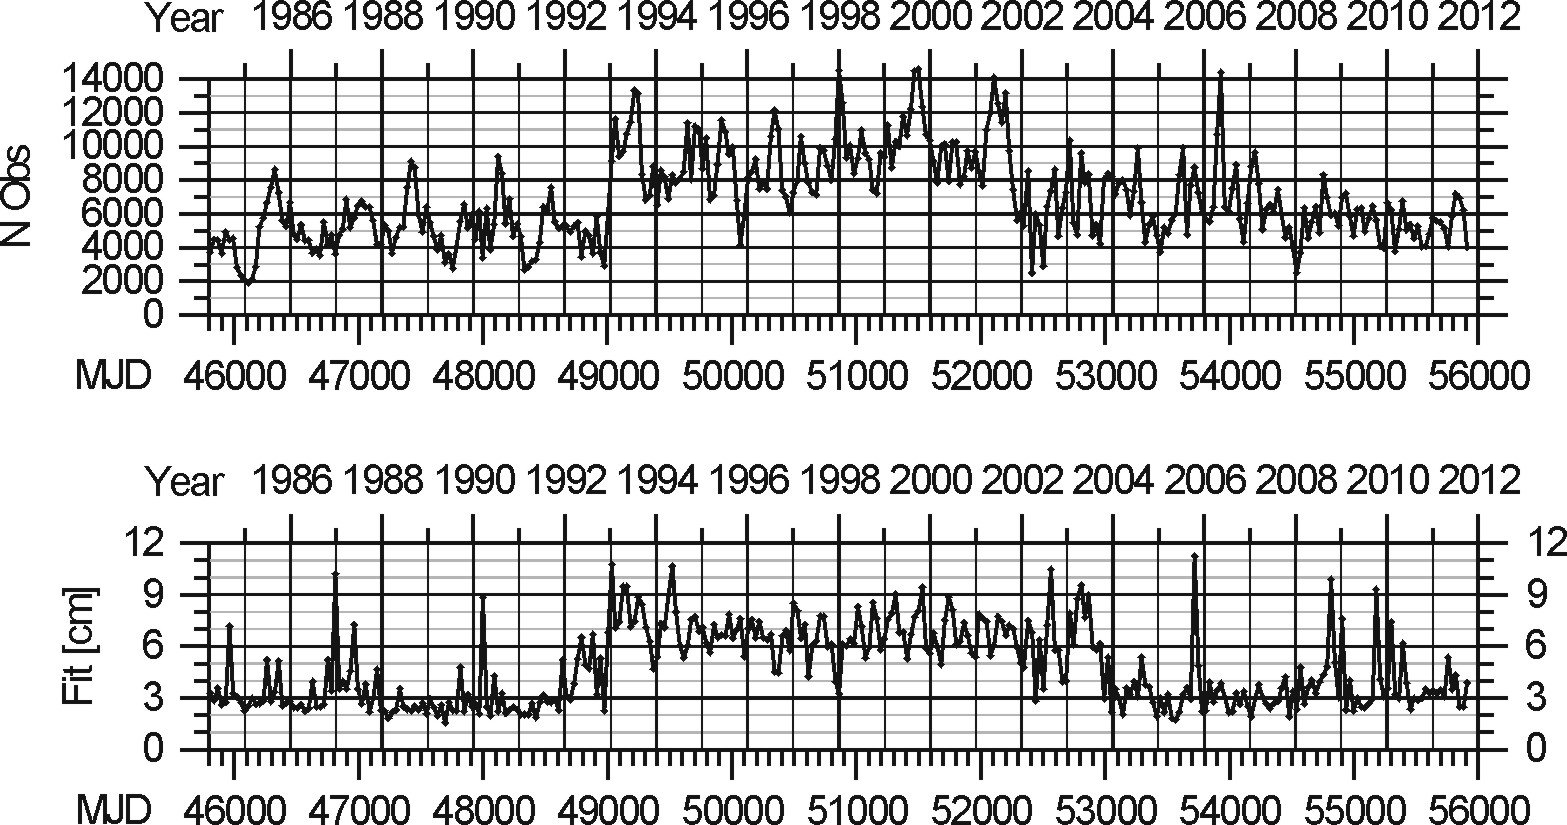 Year 1986 1988 1990 1992 1994 1996 1998 2000 2002 2004 2006 2008 2010 2012
N Obs
14000
12000
10000
8000
6000
4000
2000
0
MJD 46000 47000 48000 49000 50000 51000 52000 53000 54000 55000 56000
Year 1986 1988 1990 1992 1994 1996 1998 2000 2002 2004 2006 2008 2010 2012
Fit [cm]
12 12
9 9
6 6
3 3
0 0
MJD 46000 47000 48000 49000 50000 51000 52000 53000 54000 55000 56000